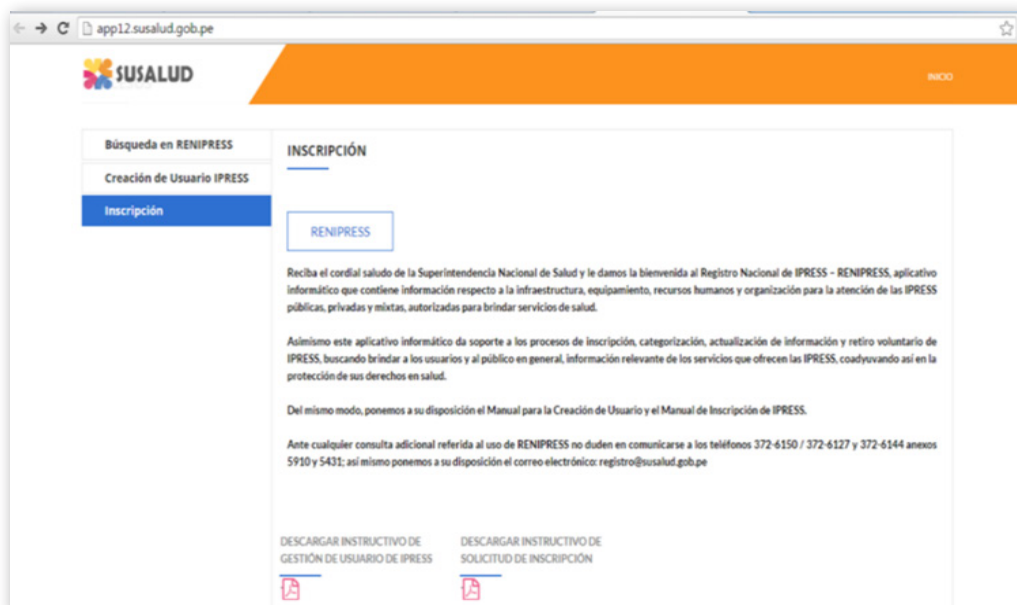 app12.susalud.gob.pe
SUSALUD
INICIO
Búsqueda en RENIPRESS
Creación de Usuario IPRESS
Inscripción
INSCRIPCIÓN
RENIPRESS
Reciba el cordial saludo de la Superintendencia Nacional de Salud y le damos la bienvenida al Registro Nacional de IPRESS – RENIPRESS, aplicativo
informático que contiene información respecto a la infraestructura, equipamiento, recursos humanos y organización para la atención de las IPRESS
públicas, privadas y mixtas, autorizadas para brindar servicios de salud.
Asimismo este aplicativo informático da soporte a los procesos de inscripción, categorización, actualización de información y retiro voluntario de
IPRESS, buscando brindar a los usuarios y al público en general, información relevante de los servicios que ofrecen las IPRESS, coadyuvando así en la
protección de sus derechos en salud.
Del mismo modo, ponemos a su disposición el Manual para la Creación de Usuario y el Manual de Inscripción de IPRESS.
Ante cualquier consulta adicional referida al uso de RENIPRESS no duden en comunicarse a los teléfonos 372-6150 / 372-6127 y 372-6144 anexos
5910 y 5431; así mismo ponemos a su disposición el correo electrónico: registro@susalud.gob.pe
DESCARGAR INSTRUCTIVO DE
GESTIÓN DE USUARIO DE IPRESS
DESCARGAR INSTRUCTIVO DE
SOLICITUD DE INSCRIPCIÓN